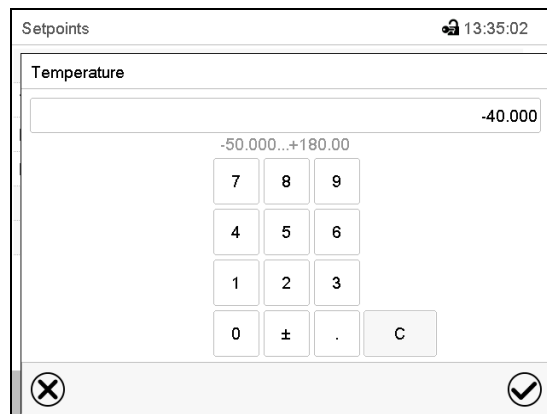 Setpoints 13:35:02
Temperature
-40.000
-50.000...+180.00
7 8 9
4 5 6
1 2 3
0 ± . C